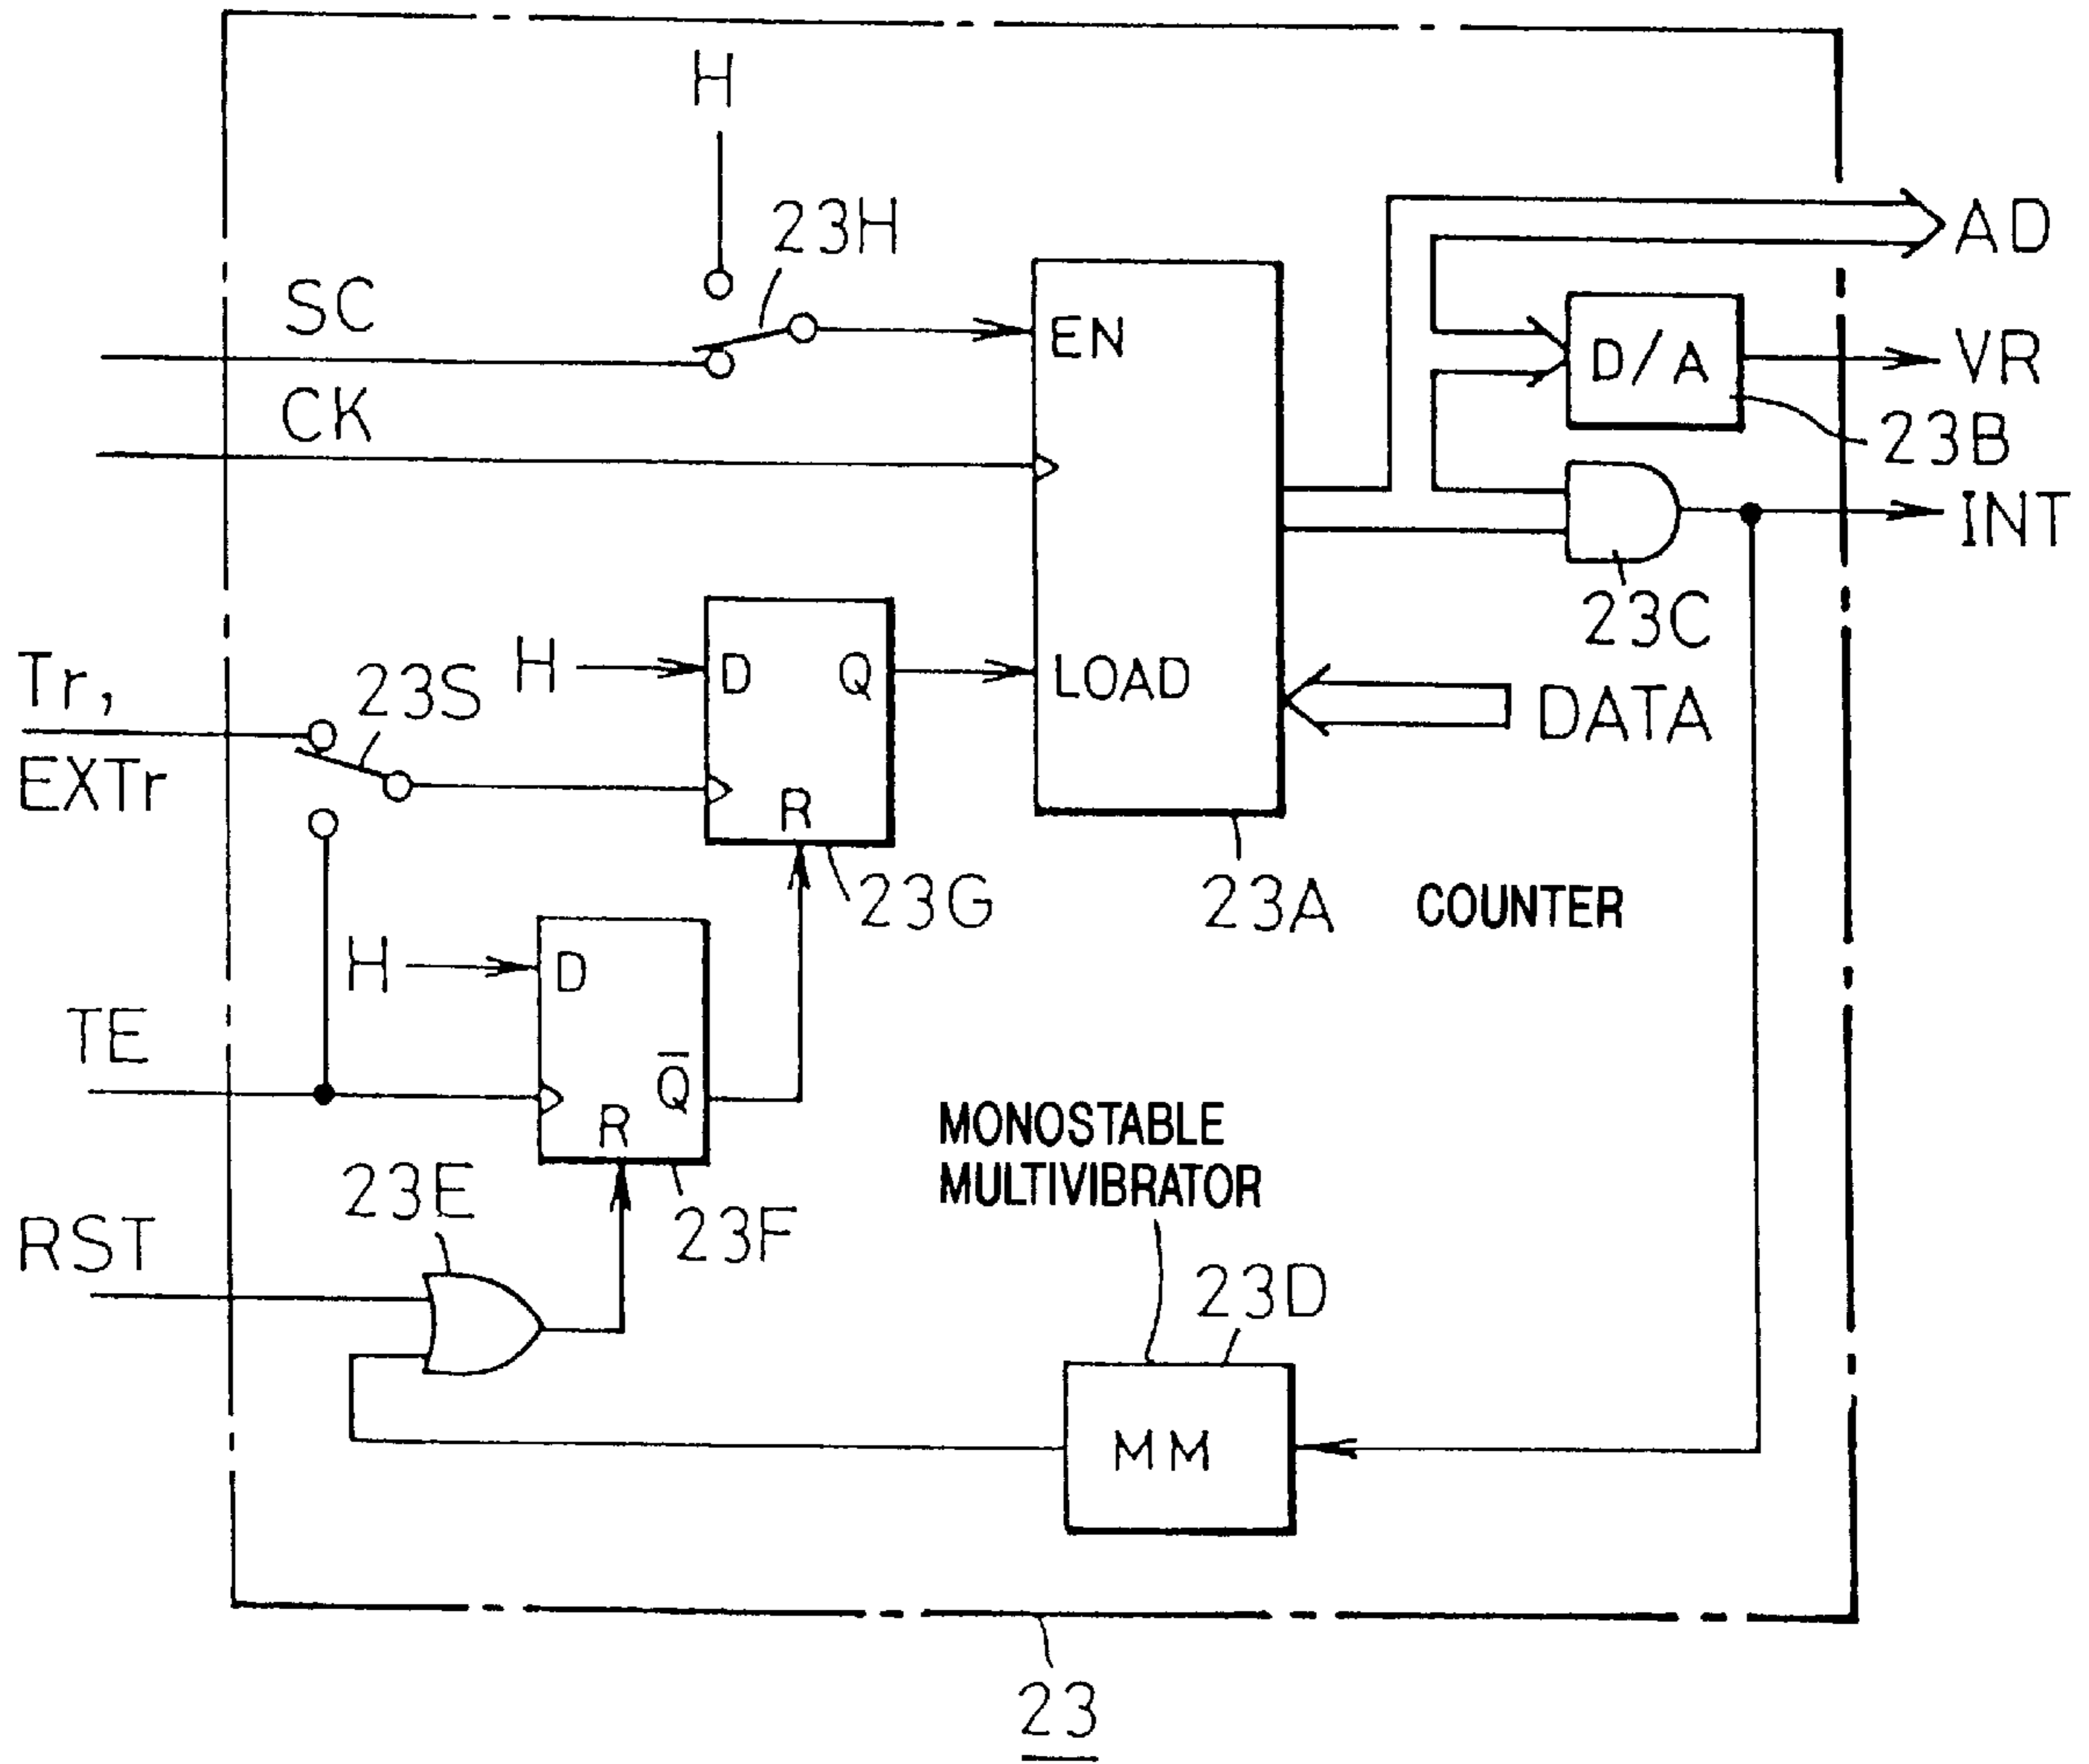 H
23H
AD
SC
EN
D/A
VR
CK
23B
INT
23C
Tr,
EXTr
23S
H
D
Q
LOAD
DATA
R
23G
23A
COUNTER
H
D
TE
Q̅
R
MONOSTABLE
MULTIVIBRATOR
23E
23F
RST
23D
MM
23